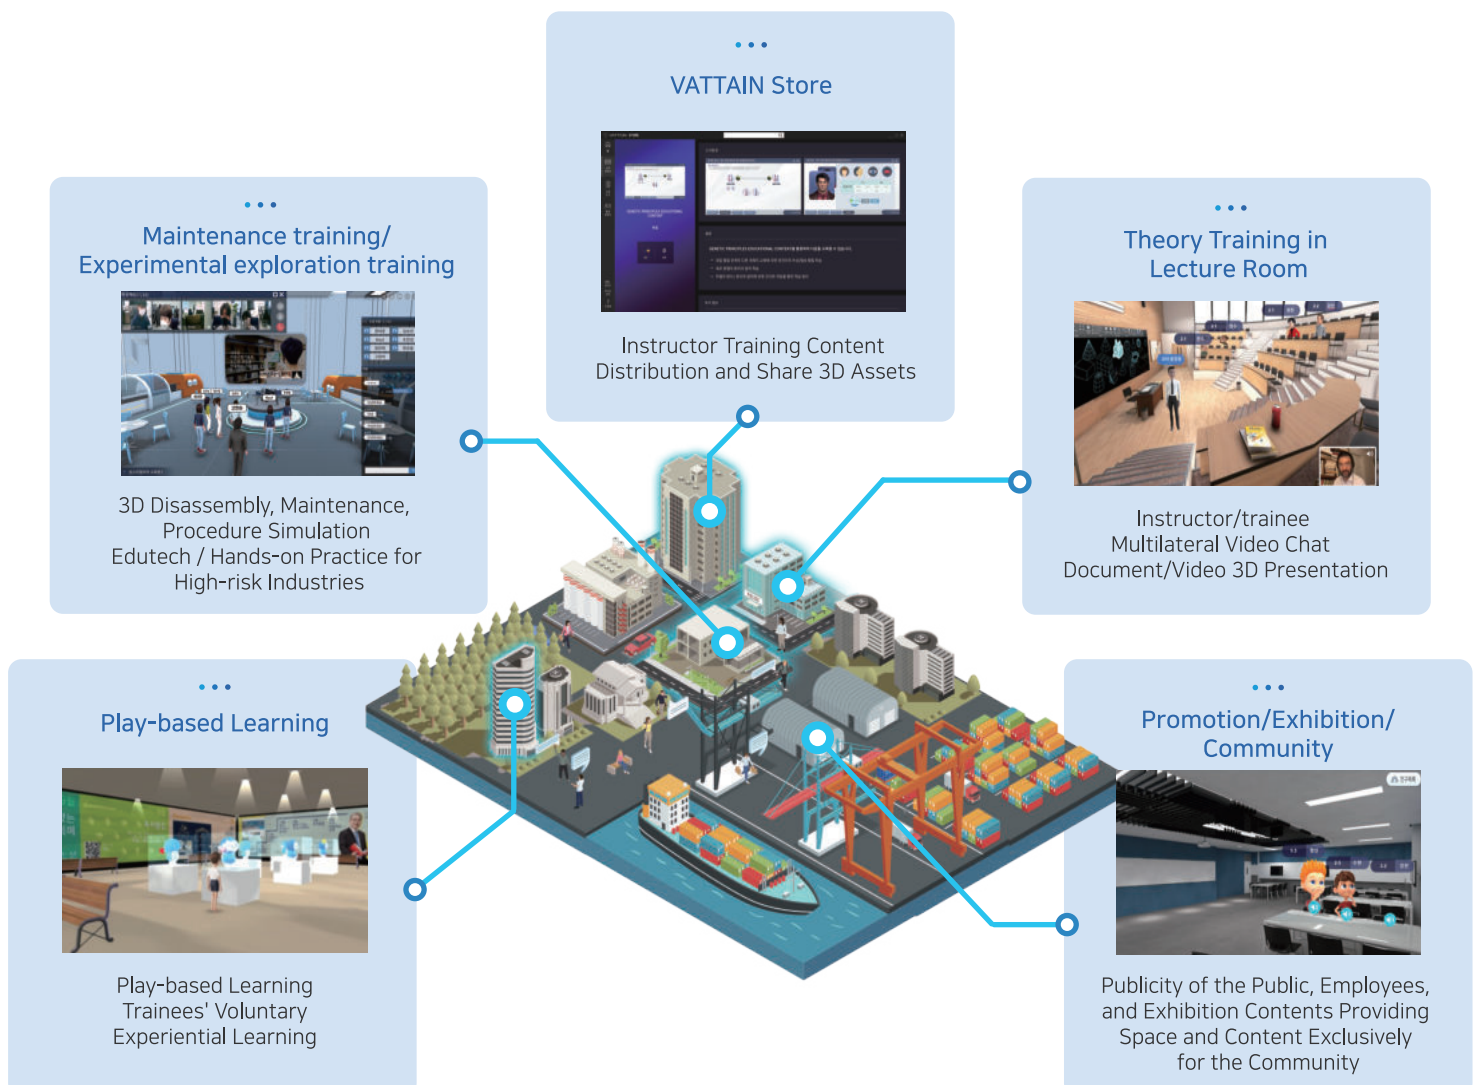 VATTAIN Store
Instructor Training Content
Distribution and Share 3D Assets
Maintenance training/
Experimental exploration training
3D Disassembly, Maintenance,
Procedure Simulation
Edutech / Hands-on Practice for
High-risk Industries
Theory Training in
Lecture Room
Instructor/trainee
Multilateral Video Chat
Document/Video 3D Presentation
Play-based Learning
Play-based Learning
Trainees' Voluntary
Experiential Learning
Promotion/Exhibition/
Community
Publicity of the Public, Employees,
and Exhibition Contents Providing
Space and Content Exclusively
for the Community